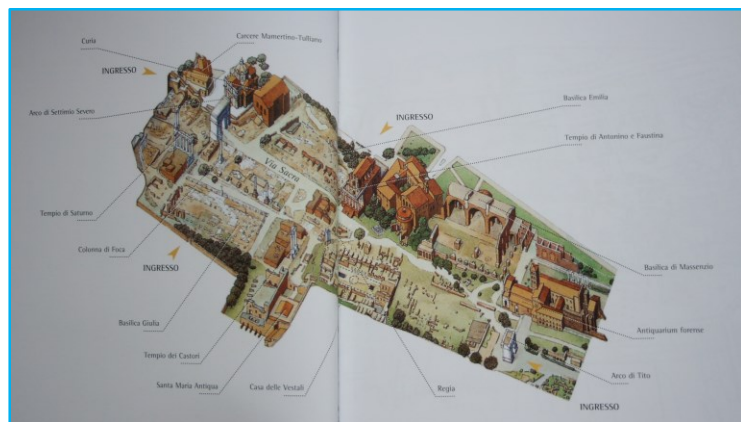 Curia
Carcere Mamertino-Tulliano
INGRESSO
Arco di Settimio Severo
Basilica Emilia
INGRESSO
Tempio di Antonino e Faustina
Via Sacra
Tempio di Saturno
Colonna di Foca
INGRESSO
Basilica di Massenzio
Basilica Giulia
Antiquarium forense
Tempio dei Castori
Arco di Tito
Santa Maria Antiqua
Casa delle Vestali
Regia
INGRESSO